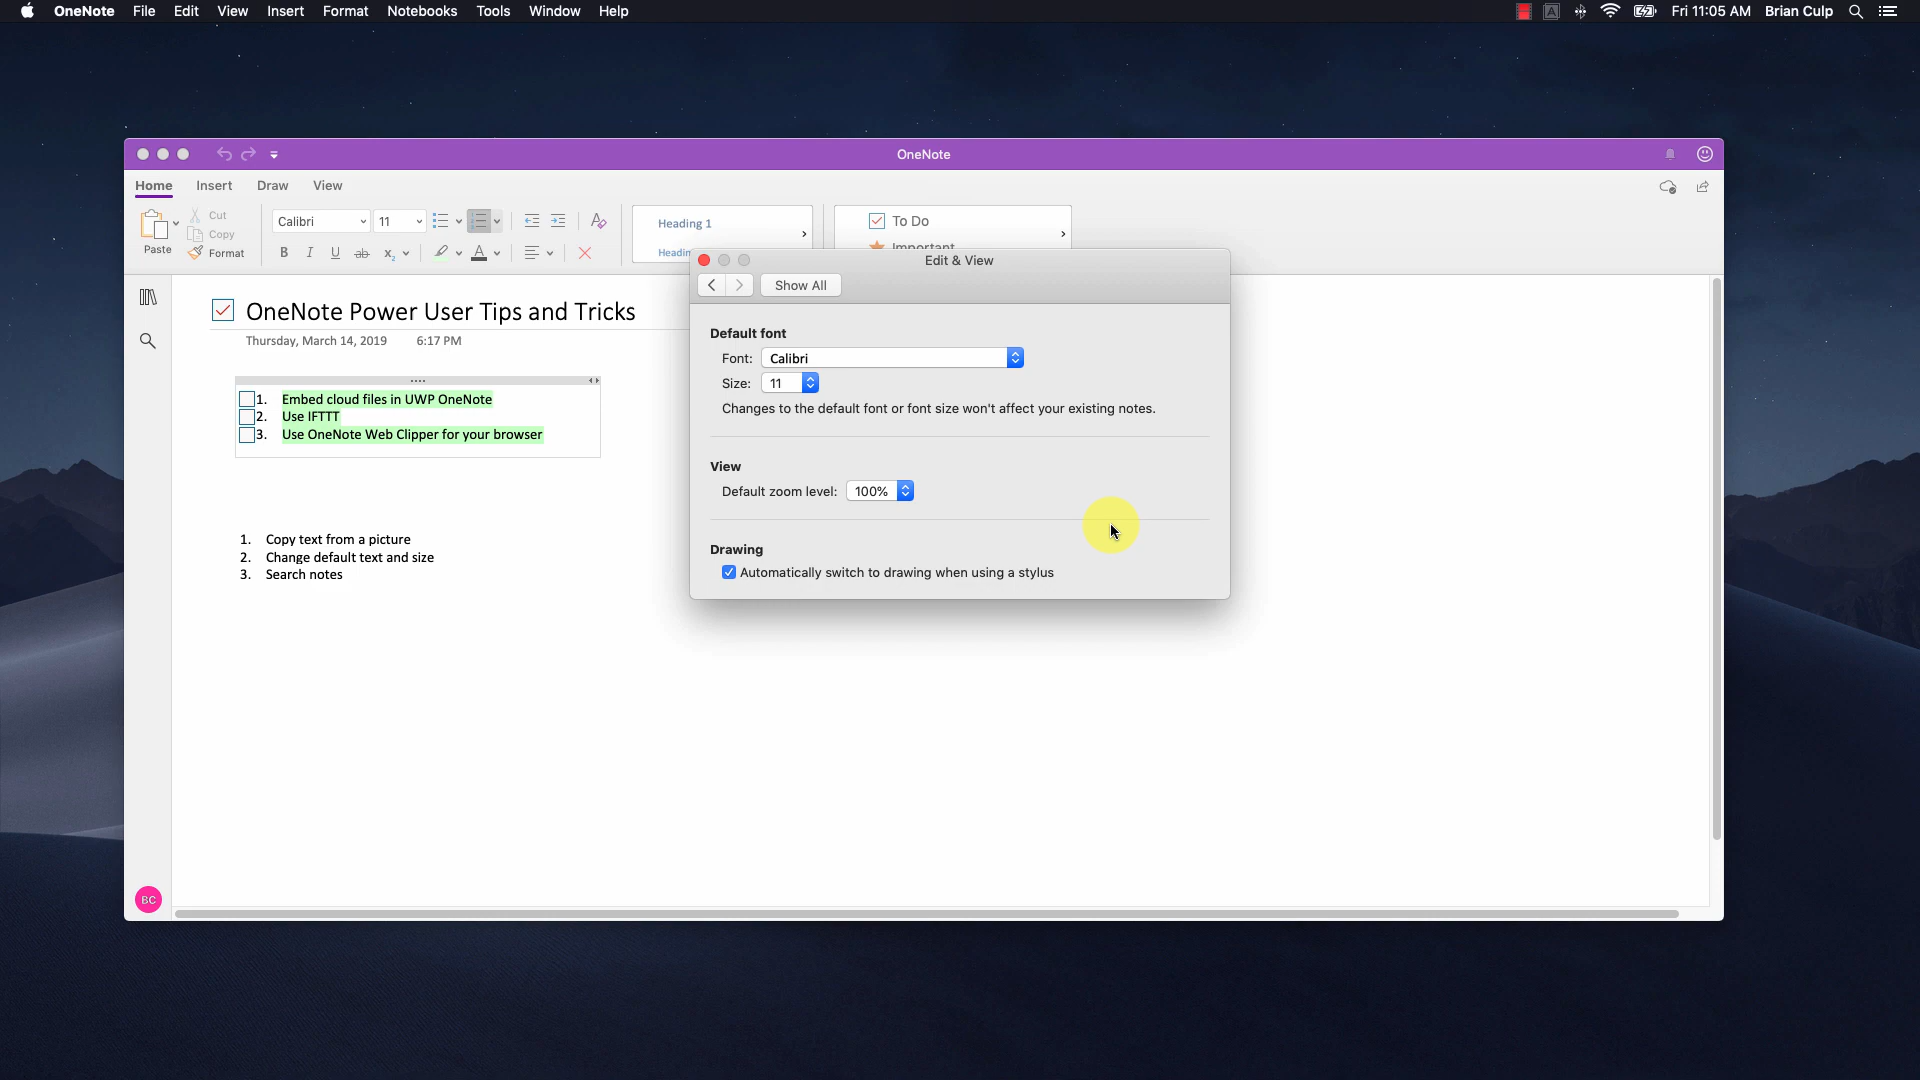 OneNote File Edit View Insert Format Notebooks Tools Window Help
Fri 11:05 AM Brian Culp
OneNote
Home Insert Draw View
Paste
Cut
Copy
Format
Calibri 11
B I U ab x₂ A
Heading 1
Headin
To Do
Important
Edit & View
Show All
OneNote Power User Tips and Tricks
Thursday, March 14, 2019 6:17 PM
1. Embed cloud files in UWP OneNote
2. Use IFTTT
3. Use OneNote Web Clipper for your browser
1. Copy text from a picture
2. Change default text and size
3. Search notes
Default font
Font: Calibri
Size: 11
Changes to the default font or font size won't affect your existing notes.
View
Default zoom level: 100%
Drawing
Automatically switch to drawing when using a stylus
BC